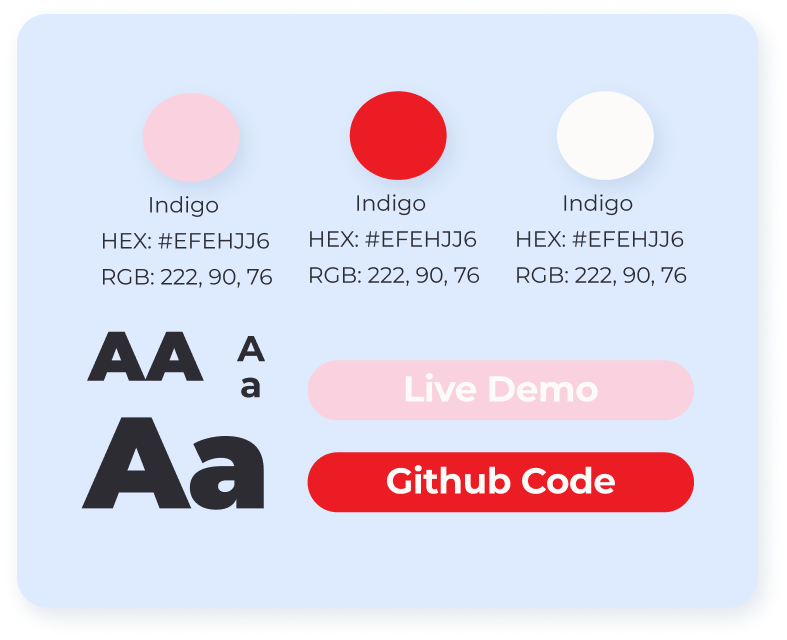 Indigo
HEX: #EFEHJJ6
RGB: 222, 90, 76
Indigo
HEX: #EFEHJJ6
RGB: 222, 90, 76
Indigo
HEX: #EFEHJJ6
RGB: 222, 90, 76
AA
A
a
Aa
Live Demo
Github Code